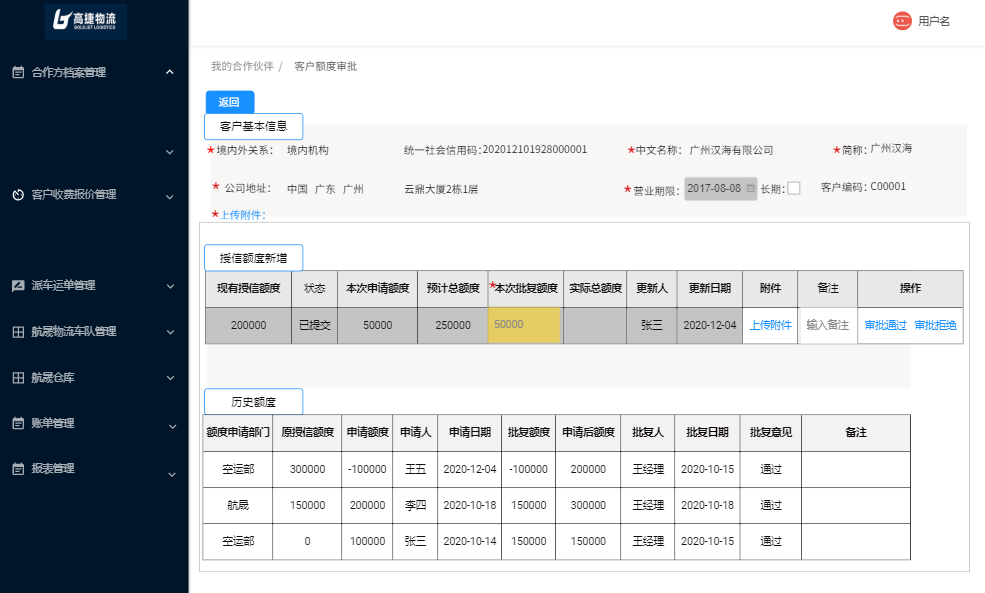 高捷物流
GOLDJET LOGISTICS
用户名
合作方档案管理
客户收费报价管理
派车运单管理
航晟物流车队管理
航晟仓库
账单管理
报表管理
我的合作伙伴 / 客户额度审批
返回
客户基本信息
*境内外关系: 境内机构 统一社会信用码:202012101928000001 *中文名称: 广州汉海有限公司 *简称: 广州汉海
* 公司地址: 中国 广东 广州 云鼎大厦2栋1层 *营业期限: 2017-08-08 长期: 客户编码: C00001
*上传附件:
授信额度新增
现有授信额度 状态 本次申请额度 预计总额度 *本次批复额度 实际总额度 更新人 更新日期 附件 备注 操作
200000 已提交 50000 250000 50000 张三 2020-12-04 上传附件 输入备注 审批通过 审批拒绝
历史额度
额度申请部门 原授信额度 申请额度 申请人 申请日期 批复额度 申请后额度 批复人 批复日期 批复意见 备注
空运部 300000 -100000 王五 2020-12-04 -100000 200000 王经理 2020-10-15 通过
航晟 150000 200000 李四 2020-10-18 150000 300000 王经理 2020-10-18 通过
空运部 0 100000 张三 2020-10-14 150000 150000 王经理 2020-10-15 通过